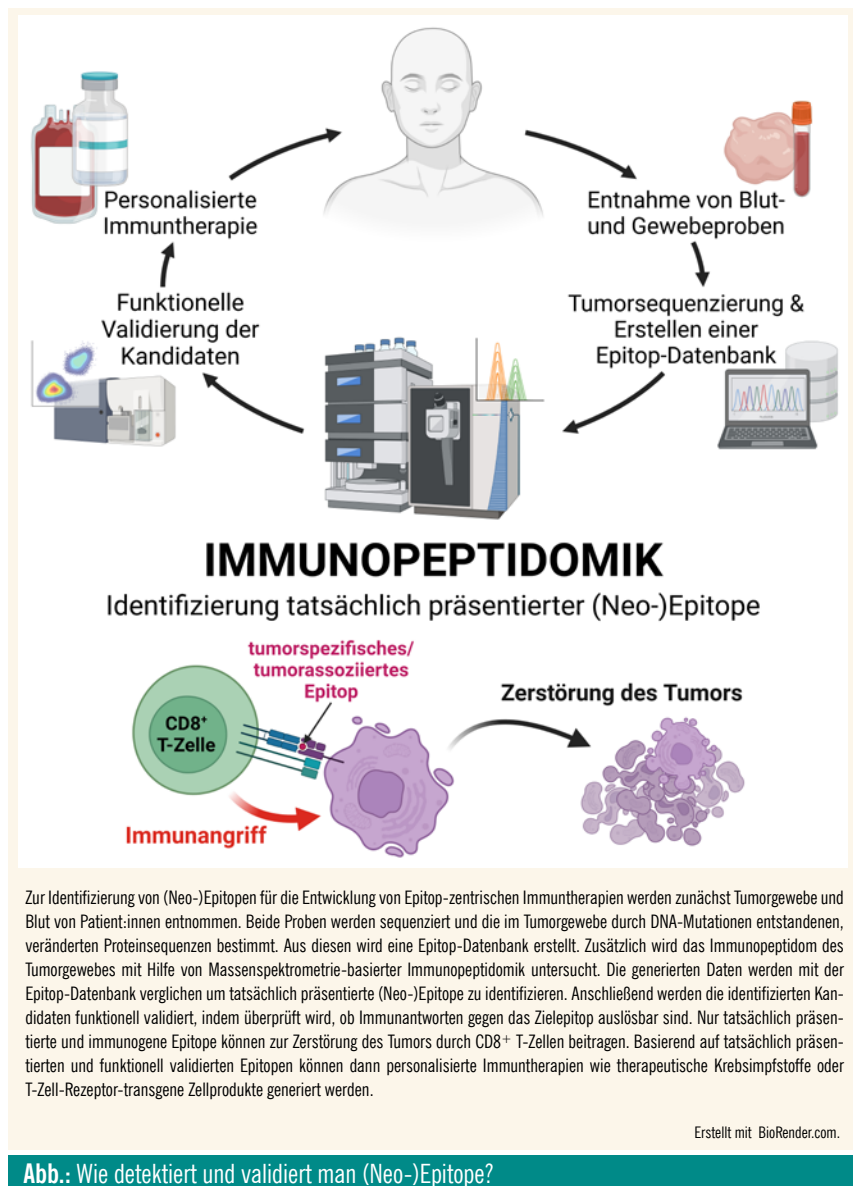 Personalisierte
Immuntherapie
Entnahme von Blut-
und Gewebeproben
Funktionelle
Validierung der
Kandidaten
Tumorsequenzierung &
Erstellen einer
Epitop-Datenbank
IMMUNOPEPTIDOMIK
Identifizierung tatsächlich präsentierter (Neo-)Epitope
tumorspezifisches/
tumorassoziiertes
Epitop
CD8⁺
T-Zelle
Immunangriff
Zerstörung des Tumors
Zur Identifizierung von (Neo-)Epitopen für die Entwicklung von Epitop-zentrischen Immuntherapien werden zunächst Tumorgewebe und
Blut von Patient:innen entnommen. Beide Proben werden sequenziert und die im Tumorgewebe durch DNA-Mutationen entstandenen,
veränderten Proteinsequenzen bestimmt. Aus diesen wird eine Epitop-Datenbank erstellt. Zusätzlich wird das Immunopeptidom des
Tumorgewebes mit Hilfe von Massenspektrometrie-basierter Immunopeptidomik untersucht. Die generierten Daten werden mit der
Epitop-Datenbank verglichen um tatsächlich präsentierte (Neo-)Epitope zu identifizieren. Anschließend werden die identifizierten Kan-
didaten funktionell validiert, indem überprüft wird, ob Immunantworten gegen das Zielepitop auslösbar sind. Nur tatsächlich präsen-
tierte und immunogene Epitope können zur Zerstörung des Tumors durch CD8⁺ T-Zellen beitragen. Basierend auf tatsächlich präsen-
tierten und funktionell validierten Epitopen können dann personalisierte Immuntherapien wie therapeutische Krebsimpfstoffe oder
T-Zell-Rezeptor-transgene Zellprodukte generiert werden.
Erstellt mit BioRender.com.
Abb.: Wie detektiert und validiert man (Neo-)Epitope?